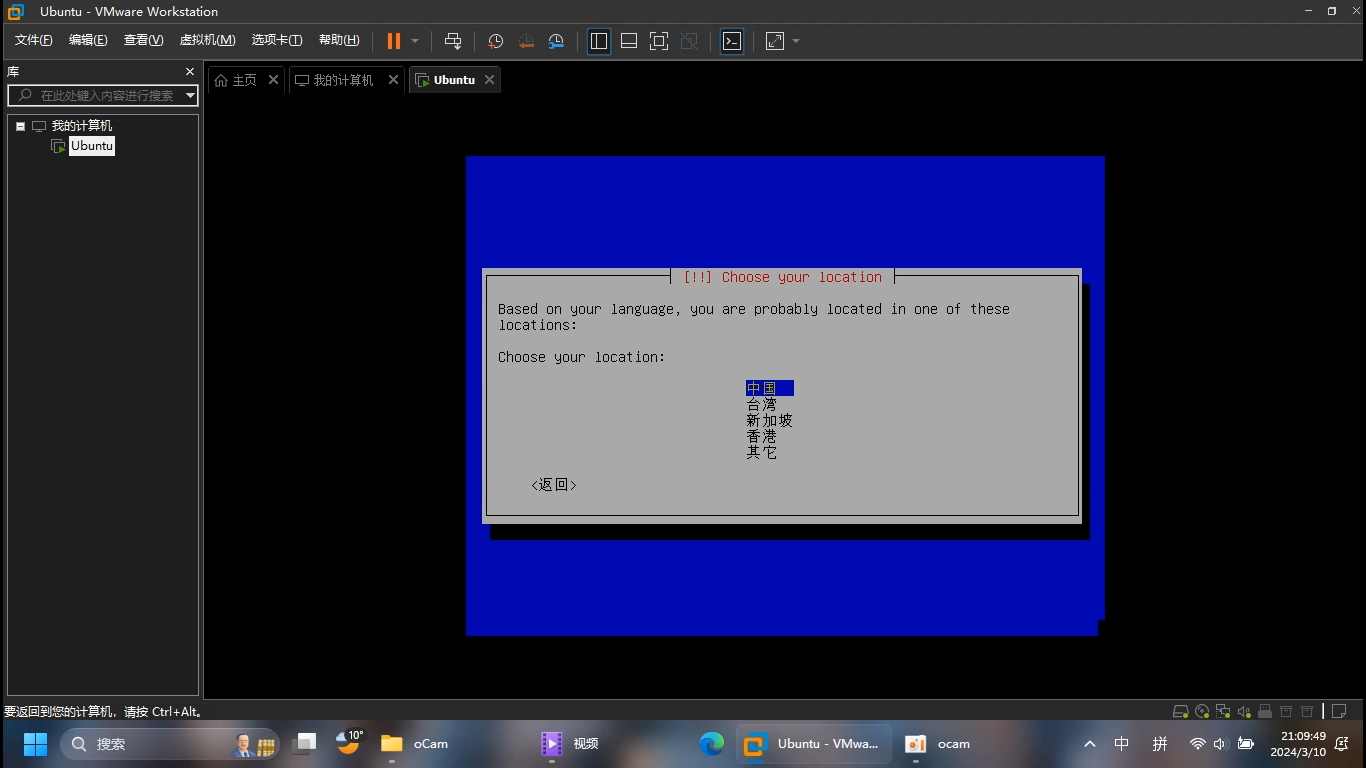 Ubuntu - VMware Workstation
文件(F) 编辑(E) 查看(V) 虚拟机(M) 选项卡(T) 帮助(H)
库
在此处键入内容进行搜索
主页
我的计算机
Ubuntu
我的计算机
Ubuntu
[!!] Choose your location
Based on your language, you are probably located in one of these
locations:
Choose your location:
中国
台湾
新加坡
香港
其它
<返回>
要返回到您的计算机，请按 Ctrl+Alt。
搜索
10°
oCam
视频
Ubuntu - VMwa...
ocam
中
拼
21:09:49
2024/3/10